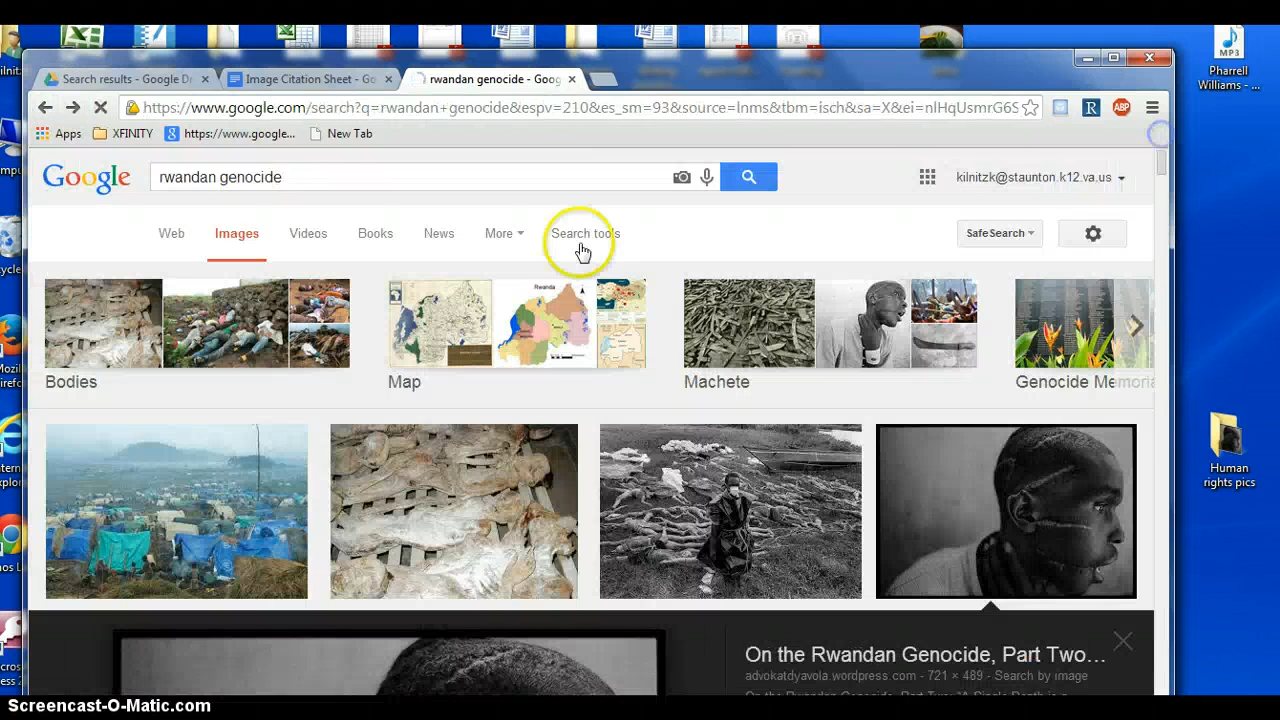 Search results - Google Dr
Image Citation Sheet - Go
rwandan genocide - Goog
https://www.google.com/search?q=rwandan+genocide&espv=210&es_sm=93&source=lnms&tbm=isch&sa=X&ei=nlHqUsmrG6S
R
ABP
Apps
XFINITY
https://www.google...
New Tab
Google
rwandan genocide
kilnitzk@staunton.k12.va.us
Web
Images
Videos
Books
News
More
Search tools
SafeSearch
Rwanda
Bodies
Map
Machete
Genocide Memoria
On the Rwandan Genocide, Part Two...
advokatdyavola.wordpress.com - 721 × 489 - Search by image
MP3
Pharrell
Williams - ...
Human
rights pics
Screencast-O-Matic.com